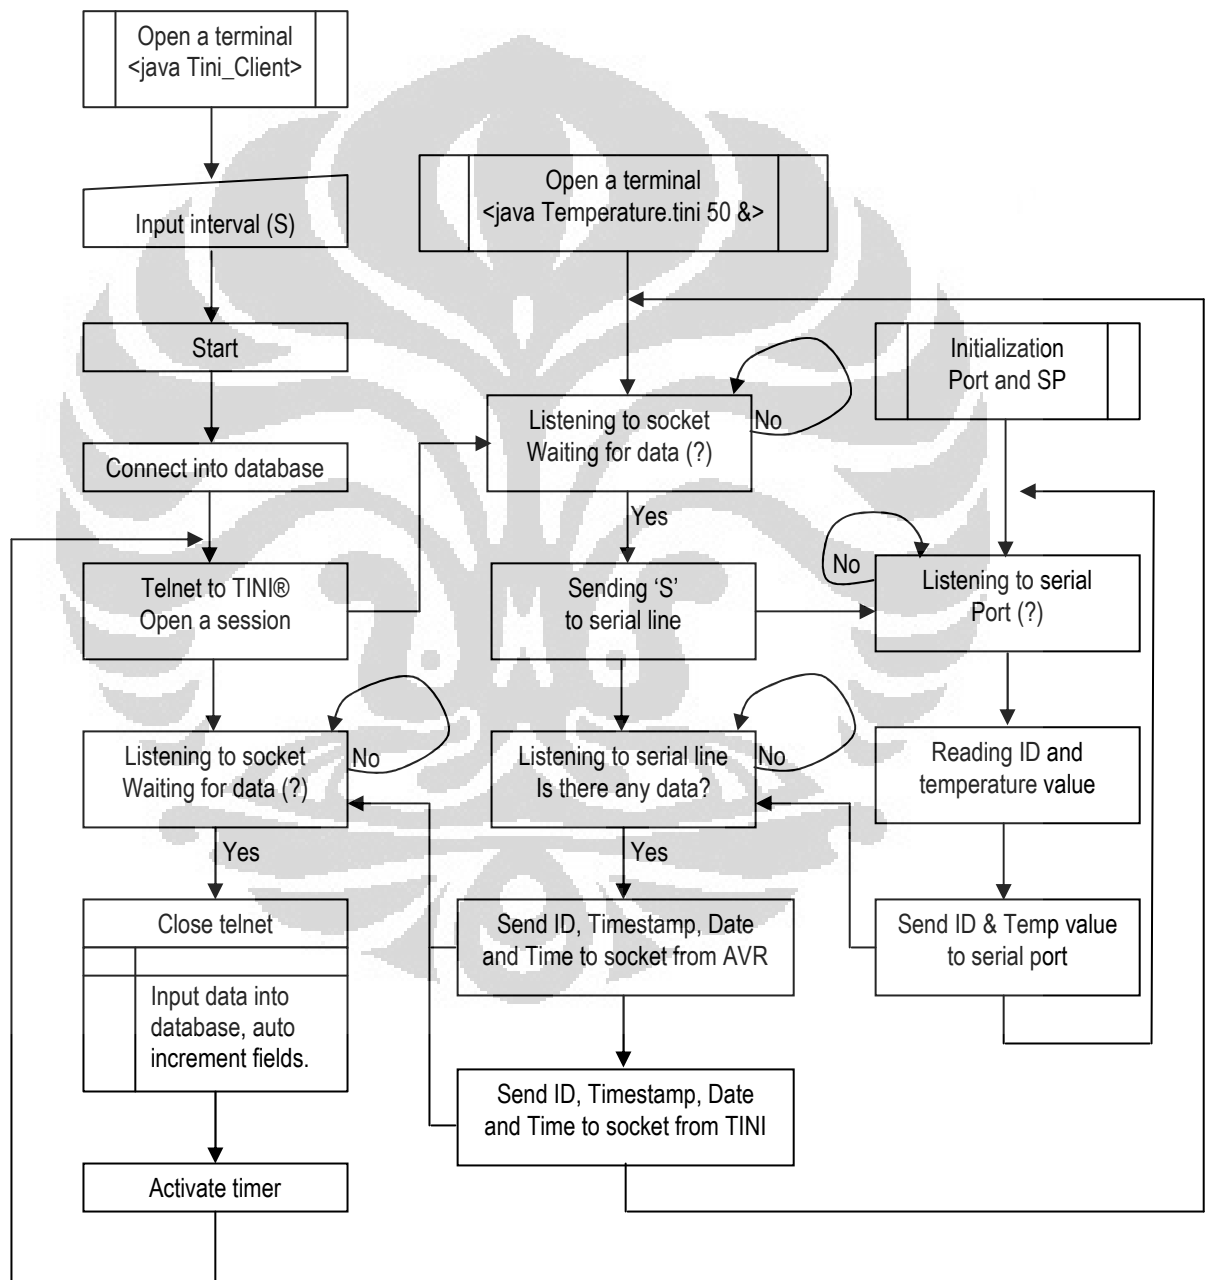 Open a terminal
<java Tini_Client>
Input interval (S)
Start
Connect into database
Telnet to TINI®
Open a session
Listening to socket
Waiting for data (?)
No
Yes
Close telnet
Input data into
database, auto
increment fields.
Activate timer
Open a terminal
<java Temperature.tini 50 &>
Listening to socket
Waiting for data (?)
No
Yes
Sending ‘S’
to serial line
Listening to serial line
Is there any data?
No
Yes
Send ID, Timestamp, Date
and Time to socket from AVR
Send ID, Timestamp, Date
and Time to socket from TINI
Initialization
Port and SP
No
Listening to serial
Port (?)
Reading ID and
temperature value
Send ID & Temp value
to serial port